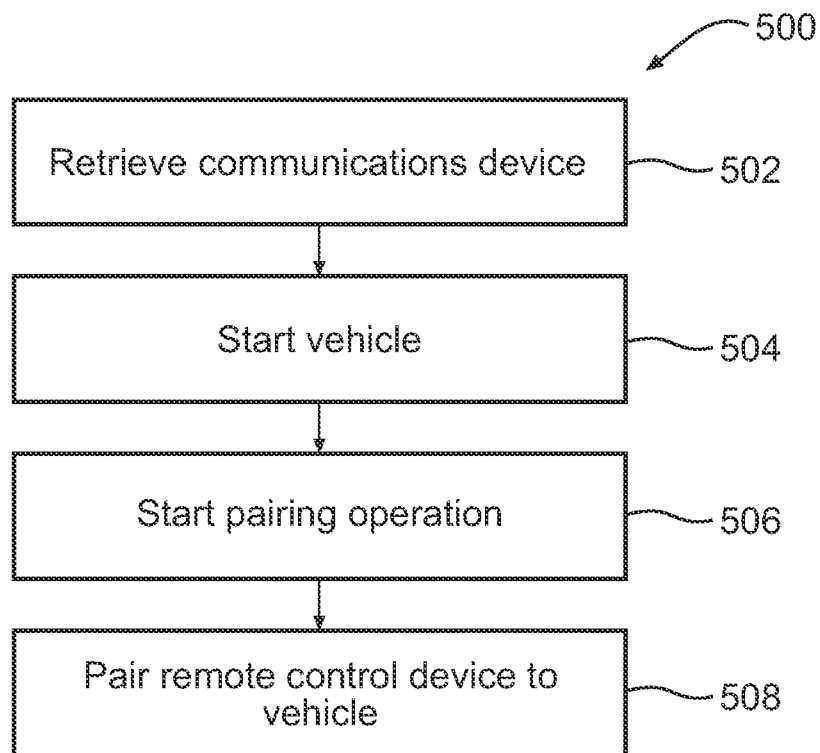 500
Retrieve communications device
502
Start vehicle
504
Start pairing operation
506
Pair remote control device to
vehicle
508